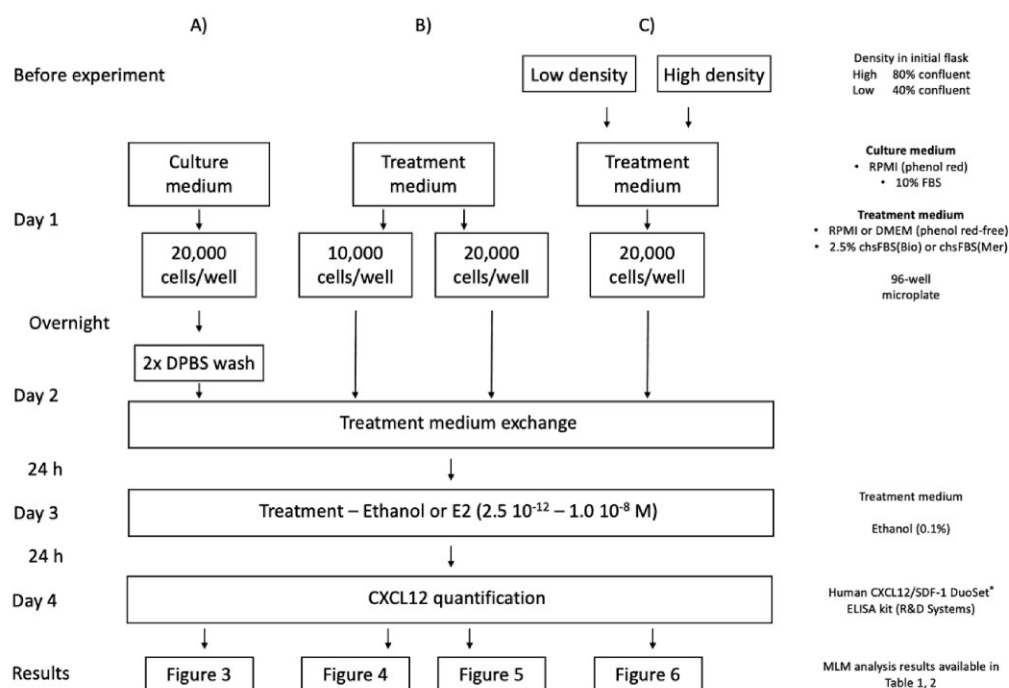 A)
B)
C)
Before experiment
Low density
High density
Density in initial flask
High 80% confluent
Low 40% confluent
Culture
medium
Treatment
medium
Treatment
medium
Culture medium
• RPMI (phenol red)
• 10% FBS
Day 1
Treatment medium
• RPMI or DMEM (phenol red-free)
• 2.5% chsFBS(Bio) or chsFBS(Mer)
20,000
cells/well
10,000
cells/well
20,000
cells/well
20,000
cells/well
96-well
microplate
Overnight
2x DPBS wash
Day 2
Treatment medium exchange
24 h
Day 3
Treatment – Ethanol or E2 (2.5 10⁻¹² – 1.0 10⁻⁸ M)
Treatment medium
Ethanol (0.1%)
24 h
Day 4
CXCL12 quantification
Human CXCL12/SDF-1 DuoSet®
ELISA kit (R&D Systems)
Results
Figure 3
Figure 4
Figure 5
Figure 6
MLM analysis results available in
Table 1, 2